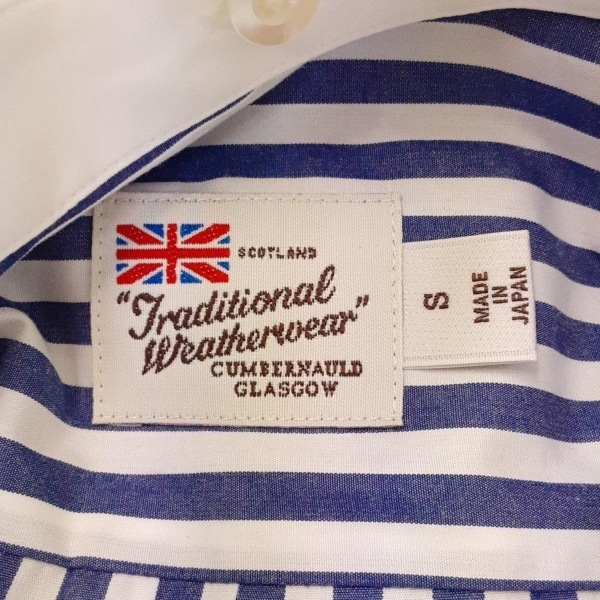 SCOTLAND
"Traditional
Weatherwear"
CUMBERNAULD
GLASGOW
S
MADE
IN
JAPAN